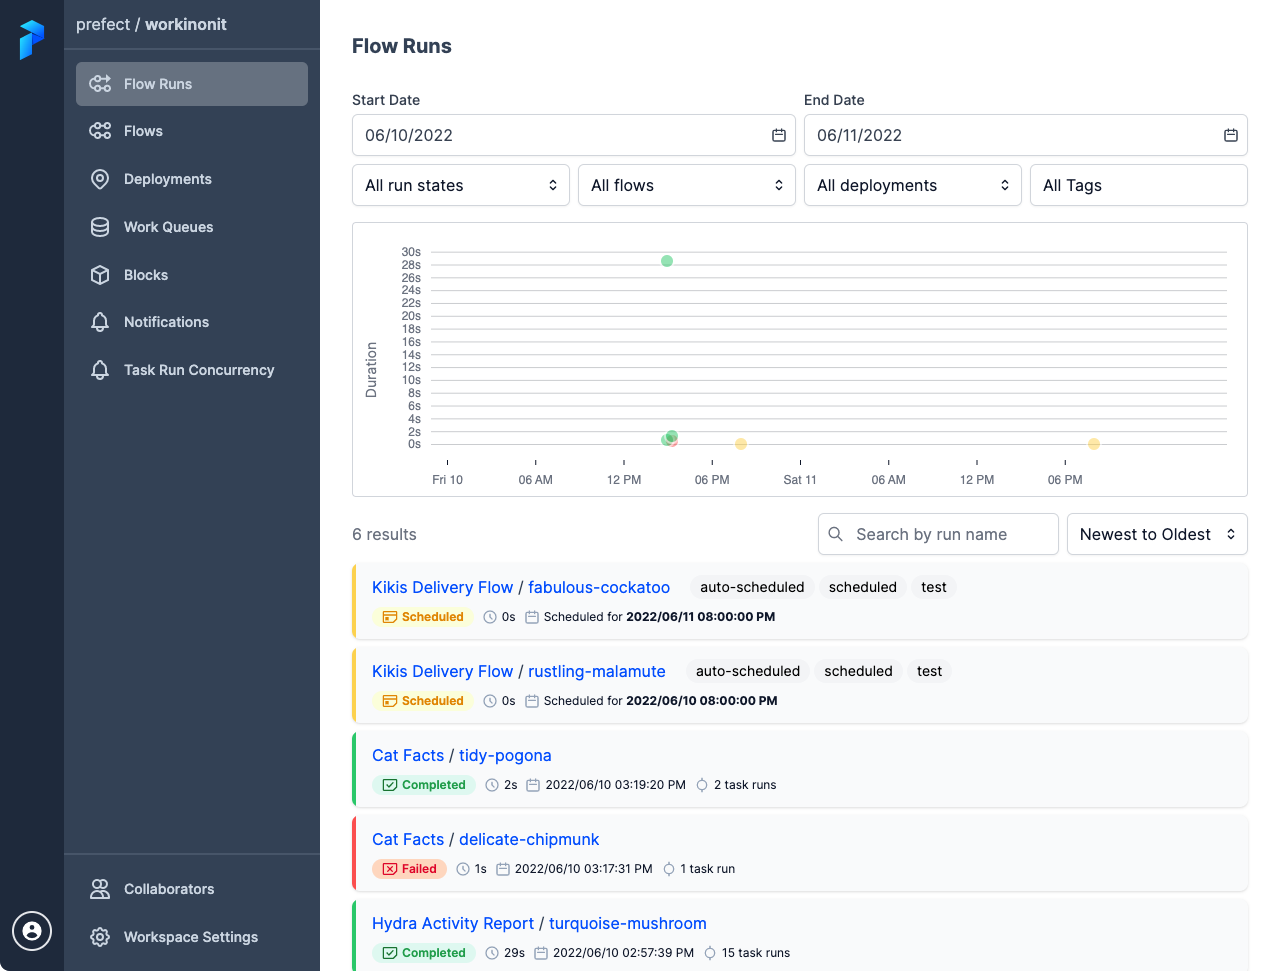 prefect / workinonit
Flow Runs
Flows
Deployments
Work Queues
Blocks
Notifications
Task Run Concurrency
Collaborators
Workspace Settings
Flow Runs
Start Date
End Date
06/10/2022
06/11/2022
All run states
All flows
All deployments
All Tags
Duration
30s
28s
26s
24s
22s
20s
18s
16s
14s
12s
10s
8s
6s
4s
2s
0s
Fri 10
06 AM
12 PM
06 PM
Sat 11
06 AM
12 PM
06 PM
6 results
Search by run name
Newest to Oldest
Kikis Delivery Flow / fabulous-cockatoo auto-scheduled scheduled test
Scheduled 0s Scheduled for 2022/06/11 08:00:00 PM
Kikis Delivery Flow / rustling-malamute auto-scheduled scheduled test
Scheduled 0s Scheduled for 2022/06/10 08:00:00 PM
Cat Facts / tidy-pogona
Completed 2s 2022/06/10 03:19:20 PM 2 task runs
Cat Facts / delicate-chipmunk
Failed 1s 2022/06/10 03:17:31 PM 1 task run
Hydra Activity Report / turquoise-mushroom
Completed 29s 2022/06/10 02:57:39 PM 15 task runs